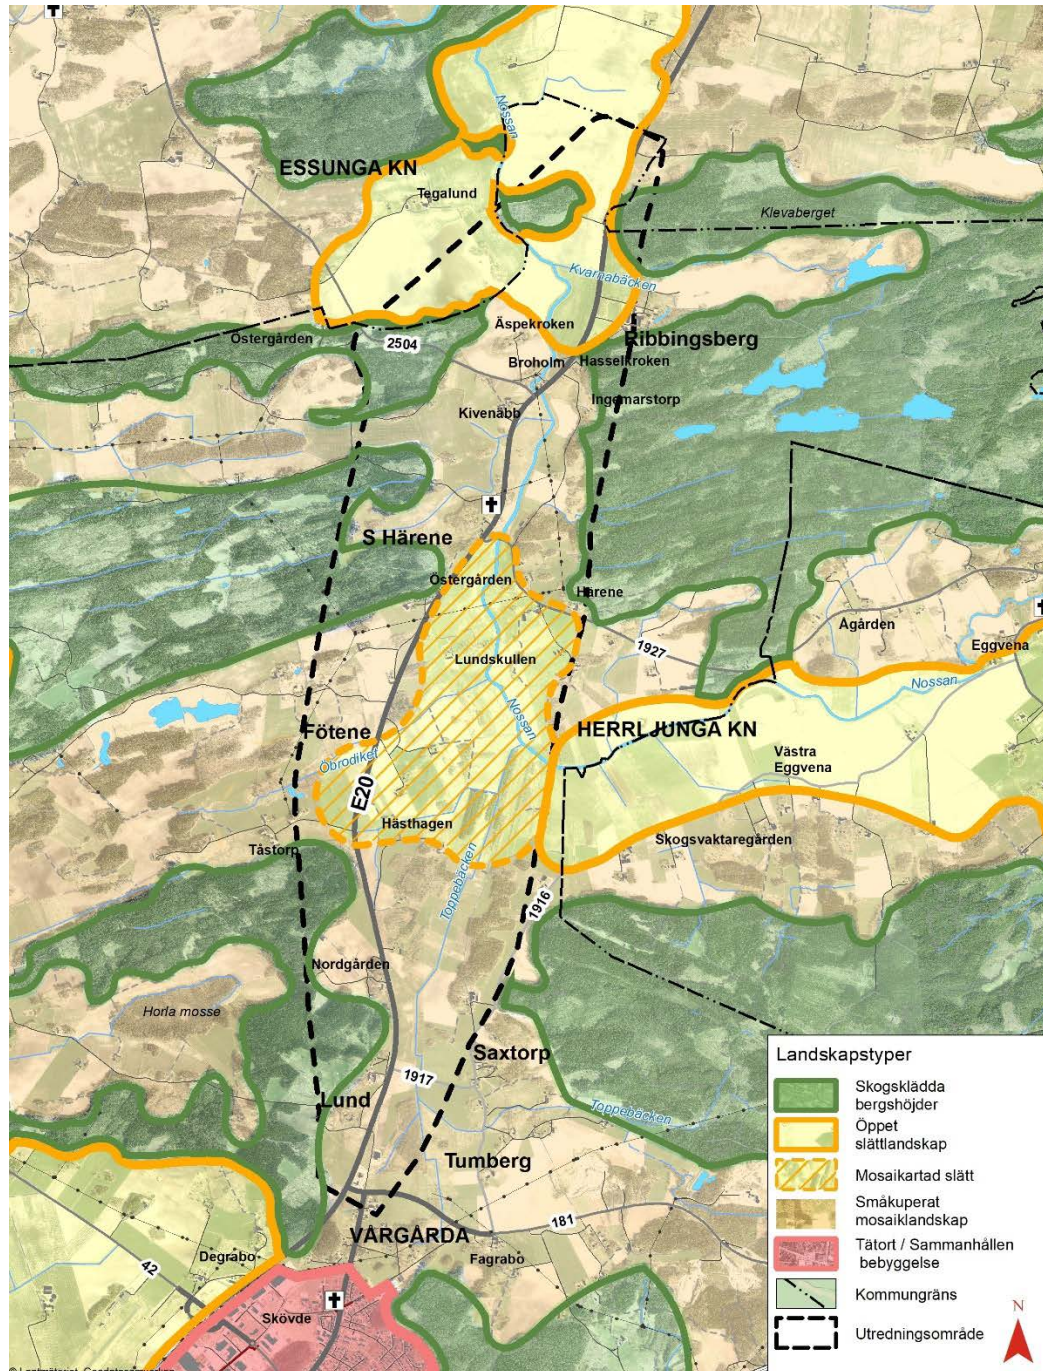 Nossan
ESSUNGA KN
Tegalund
Klevaberget
Kvarnabäcken
Äspekroken
Östergården
2504
Ribbingsberg
Broholm
Hasselkroken
Ingemarstorp
Kivenäbb
S Härene
Östergården
Härene
Ågården
1927
Eggvena
Lundskullen
Nossan
Nossan
Fötene
HERRLJUNGA KN
Öbrodiket
Västra
Eggvena
E20
Hästhagen
Skogsvaktaregården
Tåstorp
Toppebäcken
1916
Nordgården
Horla mosse
Saxtorp
1917
Lund
Toppebäcken
Tumberg
181
VÅRGÅRDA
Degrabo
Fagrabo
42
Skövde
Landskapstyper
Skogsklädda
bergshöjder
Öppet
slättlandskap
Mosaikartad slätt
Småkuperat
mosaiklandskap
Tätort / Sammanhållen
bebyggelse
Kommungräns
Utredningsområde
N